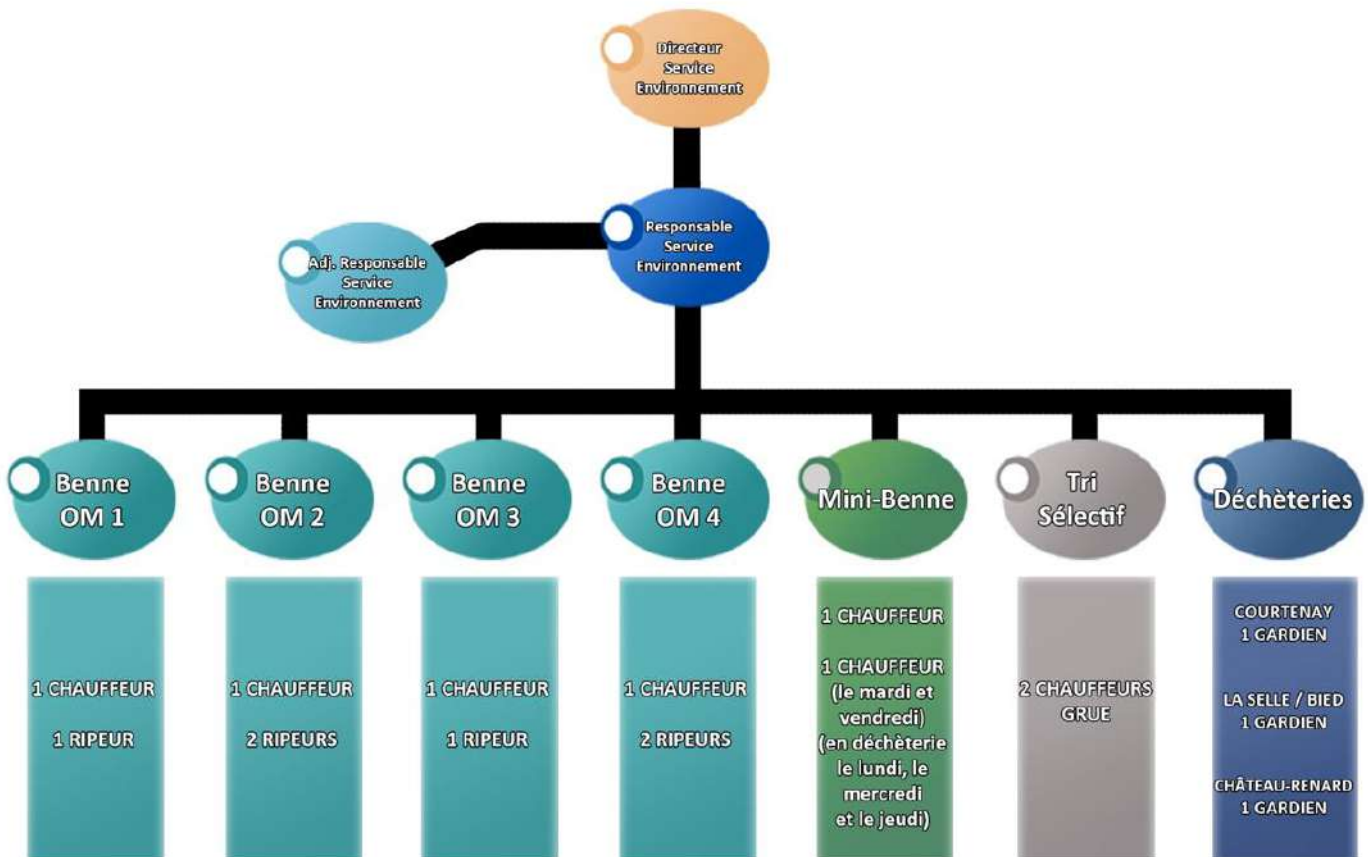 Directeur
Service
Environnement
Responsable
Service
Environnement
Adj. Responsable
Service
Environnement
Benne
OM 1
Benne
OM 2
Benne
OM 3
Benne
OM 4
Mini-Benne
Tri
Sélectif
Déchèteries
1 CHAUFFEUR
1 RIPEUR
1 CHAUFFEUR
2 RIPEURS
1 CHAUFFEUR
1 RIPEUR
1 CHAUFFEUR
2 RIPEURS
1 CHAUFFEUR
1 CHAUFFEUR
(le mardi et
vendredi)
(en déchèterie
le lundi, le
mercredi
et le jeudi)
2 CHAUFFEURS
GRUE
COURTENAY
1 GARDIEN
LA SELLE / BIED
1 GARDIEN
CHÂTEAU-RENARD
1 GARDIEN